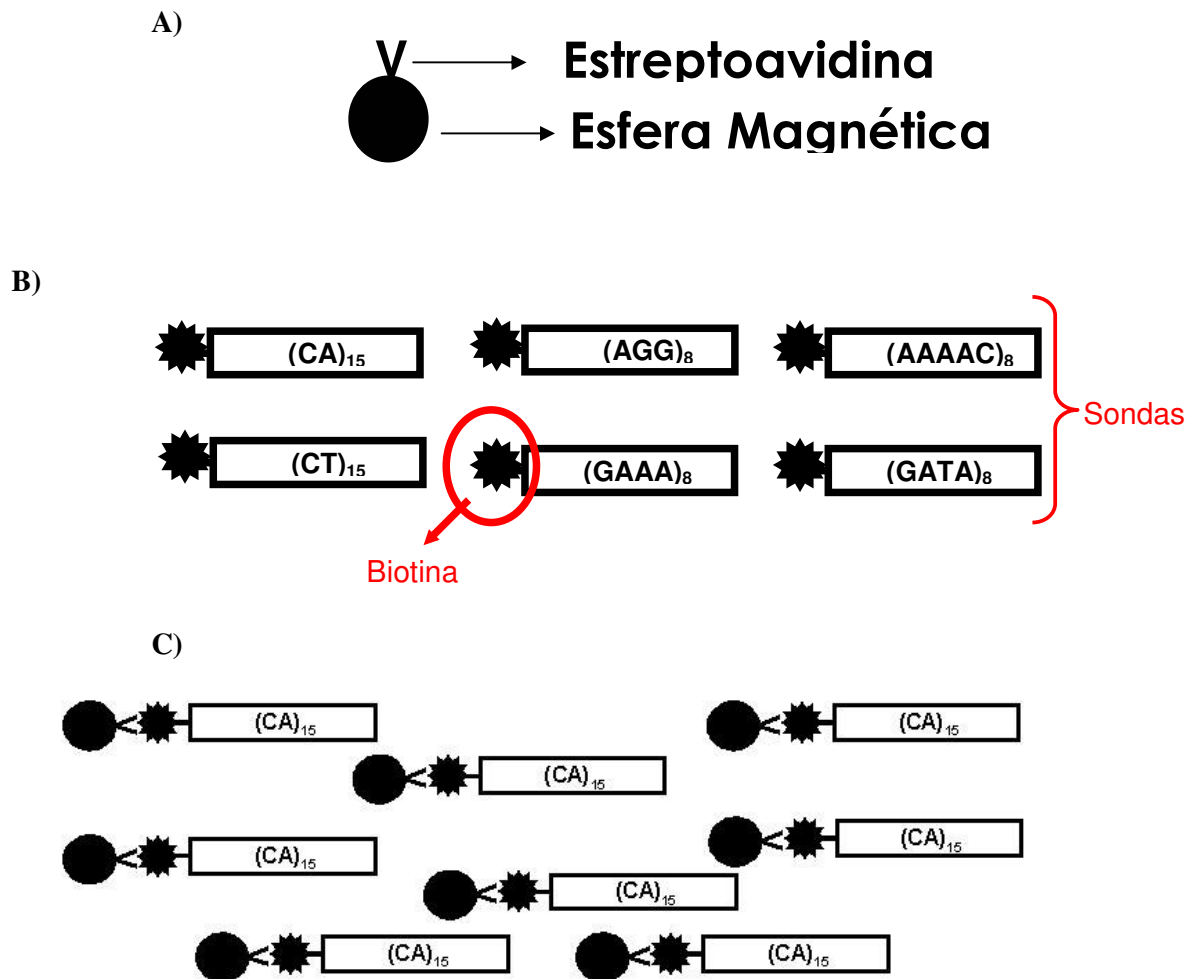 A)
V
Estreptoavidina
Esfera Magnética
B)
(CA)₁₅ (AGG)₈ (AAAAC)₈
Sondas
(CT)₁₅ (GAAA)₈ (GATA)₈
Biotina
C)
(CA)₁₅ (CA)₁₅
(CA)₁₅
(CA)₁₅ (CA)₁₅
(CA)₁₅
(CA)₁₅ (CA)₁₅